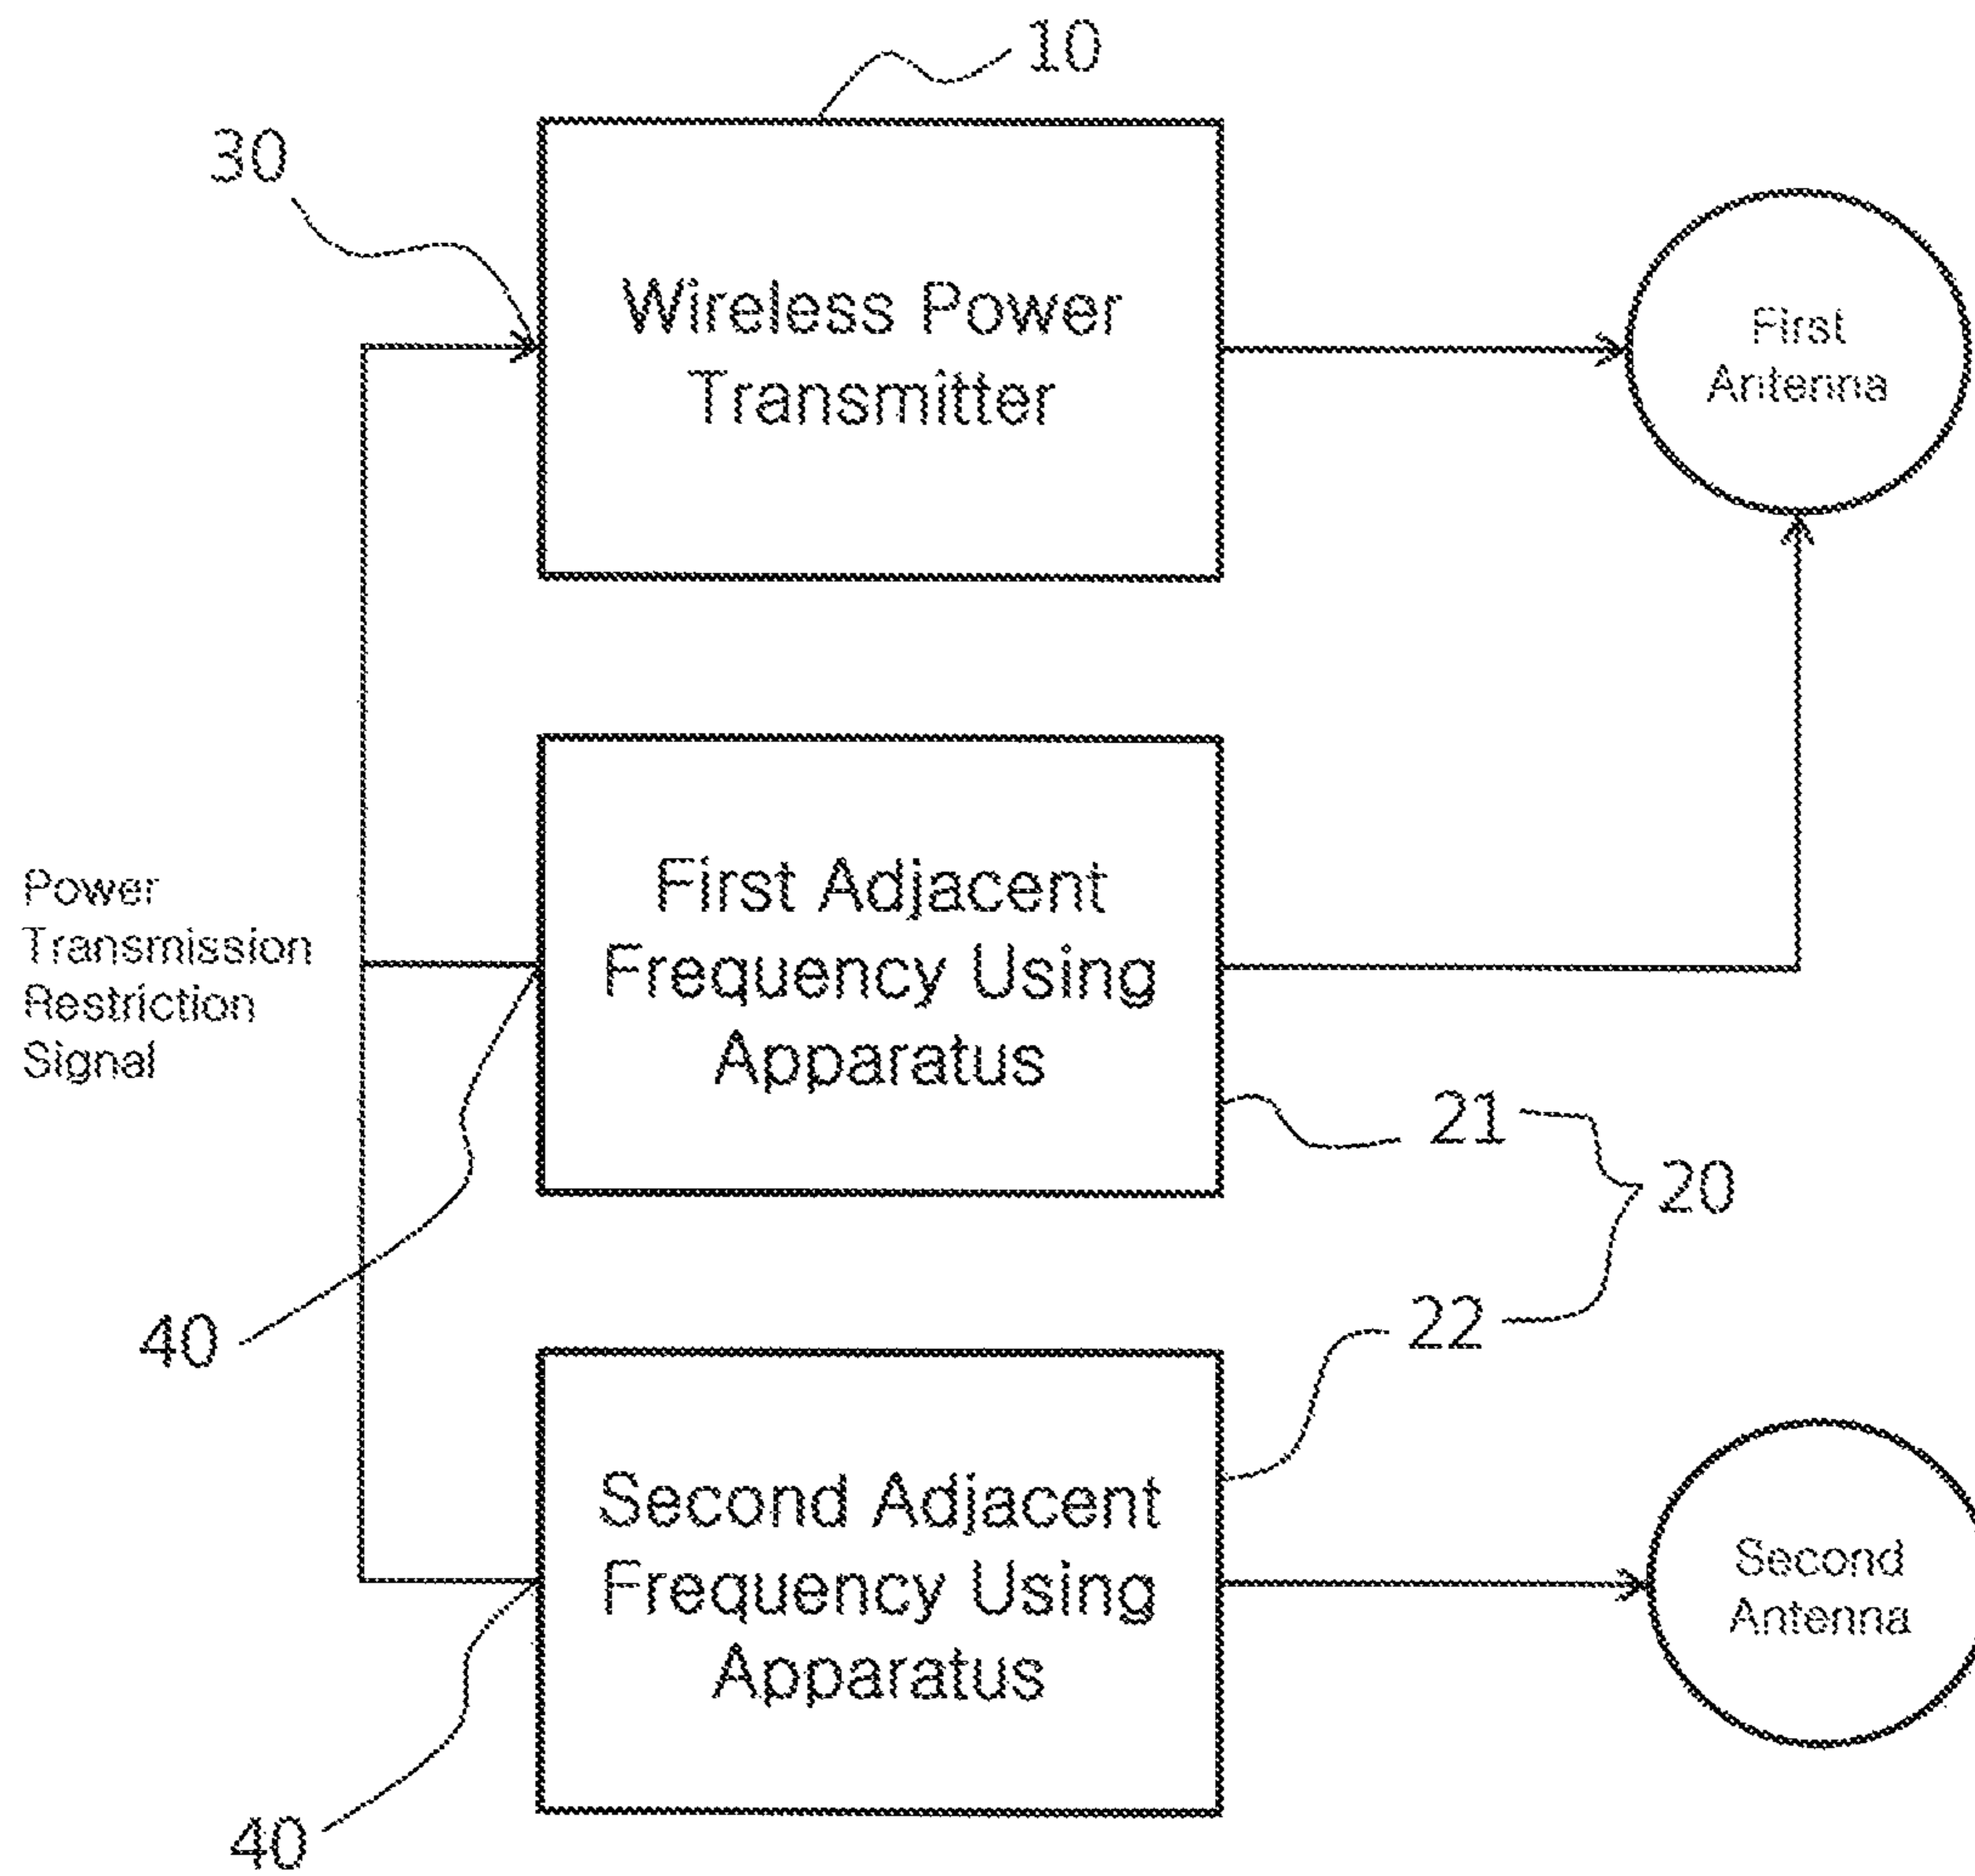 10
30
Wireless Power
Transmitter
First
Antenna
Power
Transmission
Restriction
Signal
First Adjacent
Frequency Using
Apparatus
21
20
22
40
Second Adjacent
Frequency Using
Apparatus
Second
Antenna
40